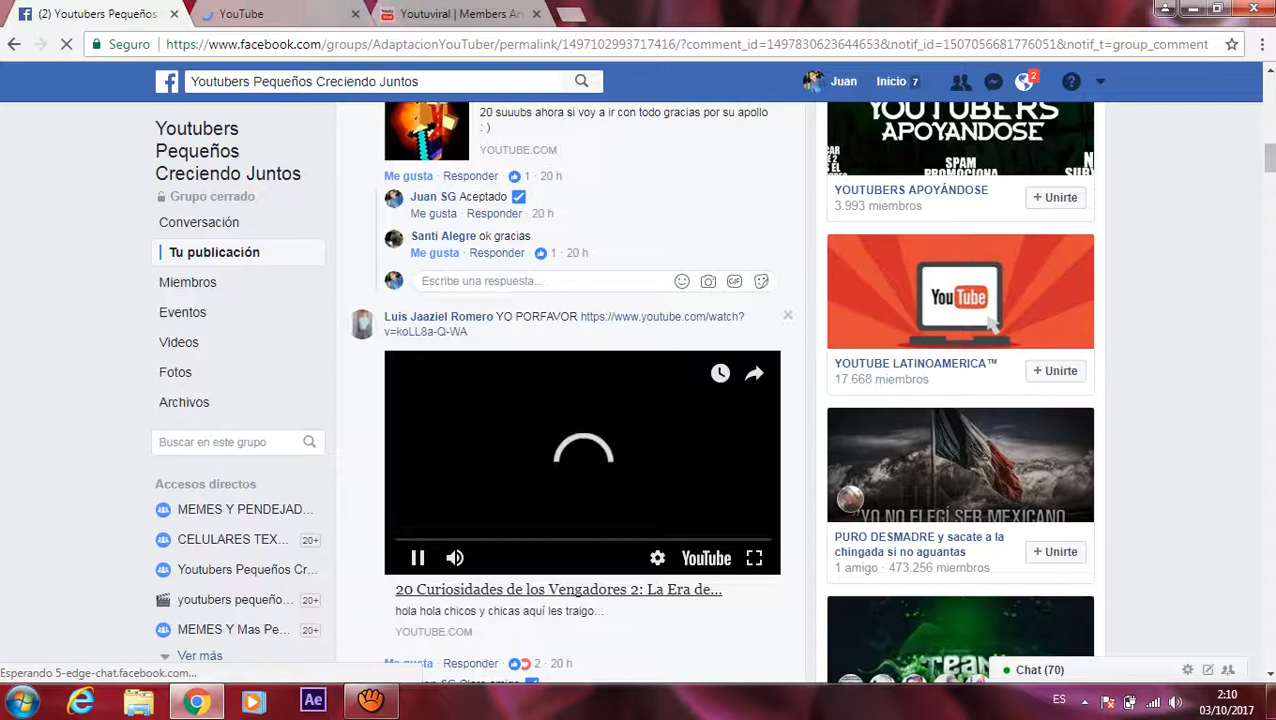 (2) Youtubers Pequeños
YouTube
Youtuviral | Members Are
Seguro
https://www.facebook.com/groups/AdaptacionYouTuber/permalink/1497102993717416/?comment_id=1497830623644653&notif_id=1507056681776051&notif_t=group_comment
Youtubers Pequeños Creciendo Juntos
Juan
Inicio 7
2
Youtubers
Pequeños
Creciendo Juntos
Grupo cerrado
Conversación
Tu publicación
Miembros
Eventos
Videos
Fotos
Archivos
Buscar en este grupo
Accesos directos
MEMES Y PENDEJAD...
CELULARES TEX... 20+
Youtubers Pequeños Cr...
youtubers pequeño... 20+
MEMES Y Mas Pe... 20+
Ver más
20 suuubs ahora si voy a ir con todo gracias por su apollo
: )
YOUTUBE.COM
Me gusta · Responder · 1 · 20 h
Juan SG Aceptado
Me gusta · Responder · 20 h
Santi Alegre ok gracias
Me gusta · Responder · 1 · 20 h
Escribe una respuesta...
GIF
Luis Jaaziel Romero YO PORFAVOR https://www.youtube.com/watch?
v=koLL8a-Q-WA
YouTube
20 Curiosidades de los Vengadores 2: La Era de...
hola hola chicos y chicas aquí les traigo...
YOUTUBE.COM
Me gusta · Responder · 2 · 20 h
YOUTUBERS
APOYANDOSE
SPAM
PROMOCIONA
YOUTUBERS APOYÁNDOSE
3.993 miembros
+ Unirte
YouTube
YOUTUBE LATINOAMERICA™
17.668 miembros
+ Unirte
"YO NO ELEGÍ SER MEXICANO
PURO DESMADRE y sacate a la
chingada si no aguantas
1 amigo · 473.256 miembros
+ Unirte
Chat (70)
Esperando 5-edge-chat.facebook.com...
Ae
ES
2:10
03/10/2017